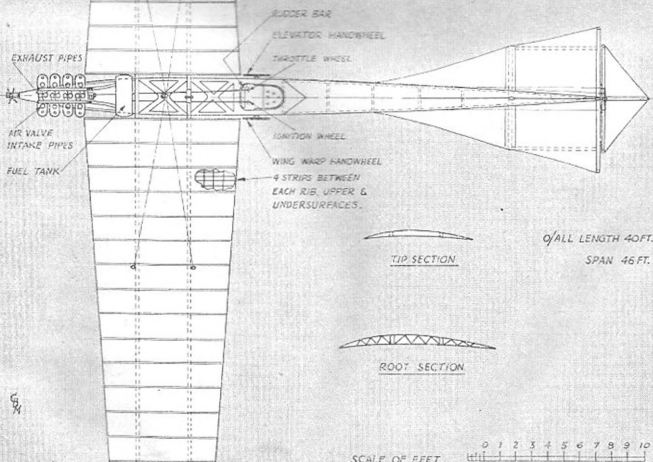 RUDDER BAR
ELEVATOR HANDWHEEL
THROTTLE WHEEL
EXHAUST PIPES
AIR VALVE
INTAKE PIPES
FUEL TANK
IGNITION WHEEL
WING WARP HANDWHEEL
4 STRIPS BETWEEN
EACH RIB, UPPER &
UNDERSURFACES.
TIP SECTION
O/ALL LENGTH 40FT.
SPAN 46FT.
ROOT SECTION
SCALE OF FEET
0 1 2 3 4 5 6 7 8 9 10